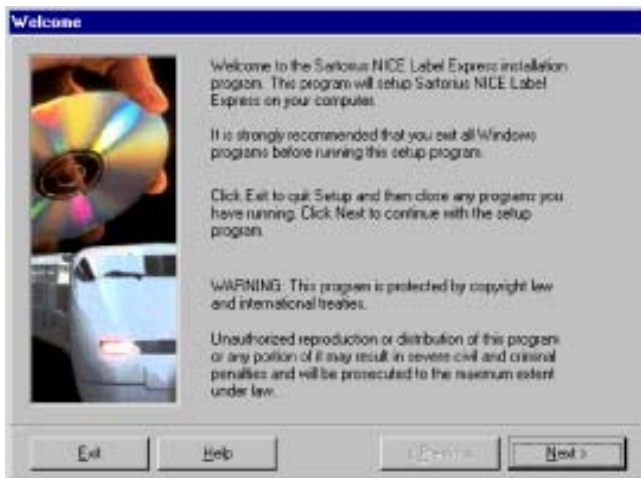 Welcome
Welcome to the Sartorius NICE Label Express installation
program. This program will setup Sartorius NICE Label
Express on your computer.
It is strongly recommended that you exit all Windows
programs before running this setup program.
Click Exit to quit Setup and then close any programs you
have running. Click Next to continue with the setup
program.
WARNING: This program is protected by copyright law
and international treaties.
Unauthorized reproduction or distribution of this program
or any portion of it may result in severe civil and criminal
penalties and will be prosecuted to the maximum extent
under law.
Exit
Help
< Previous
Next >